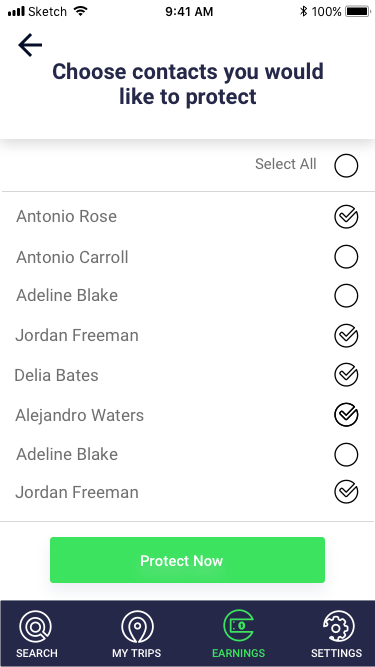 Sketch 9:41 AM 100%
Choose contacts you would
like to protect
Select All
Antonio Rose
Antonio Carroll
Adeline Blake
Jordan Freeman
Delia Bates
Alejandro Waters
Adeline Blake
Jordan Freeman
Protect Now
SEARCH MY TRIPS EARNINGS SETTINGS